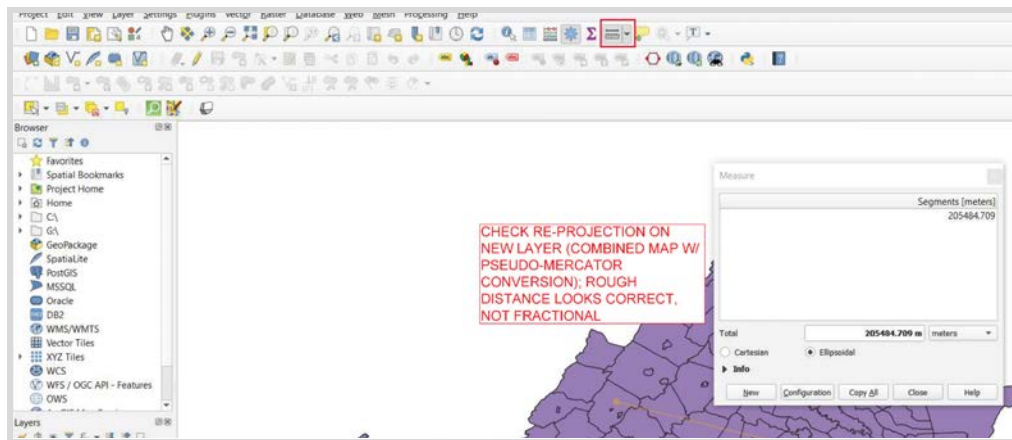 Project Edit View Layer Settings Plugins Vector Raster Database Web Mesh Processing Help
Browser
Favorites
Spatial Bookmarks
Project Home
Home
C:\
G:\
GeoPackage
SpatiaLite
PostGIS
MSSQL
Oracle
DB2
WMS/WMTS
Vector Tiles
XYZ Tiles
WCS
WFS / OGC API - Features
OWS
Layers
CHECK RE-PROJECTION ON
NEW LAYER (COMBINED MAP W/
PSEUDO-MERCATOR
CONVERSION); ROUGH
DISTANCE LOOKS CORRECT,
NOT FRACTIONAL
Measure
Segments [meters]
205484.709
Total 205484.709 m meters
Cartesian Ellipsoidal
Info
New Configuration Copy All Close Help